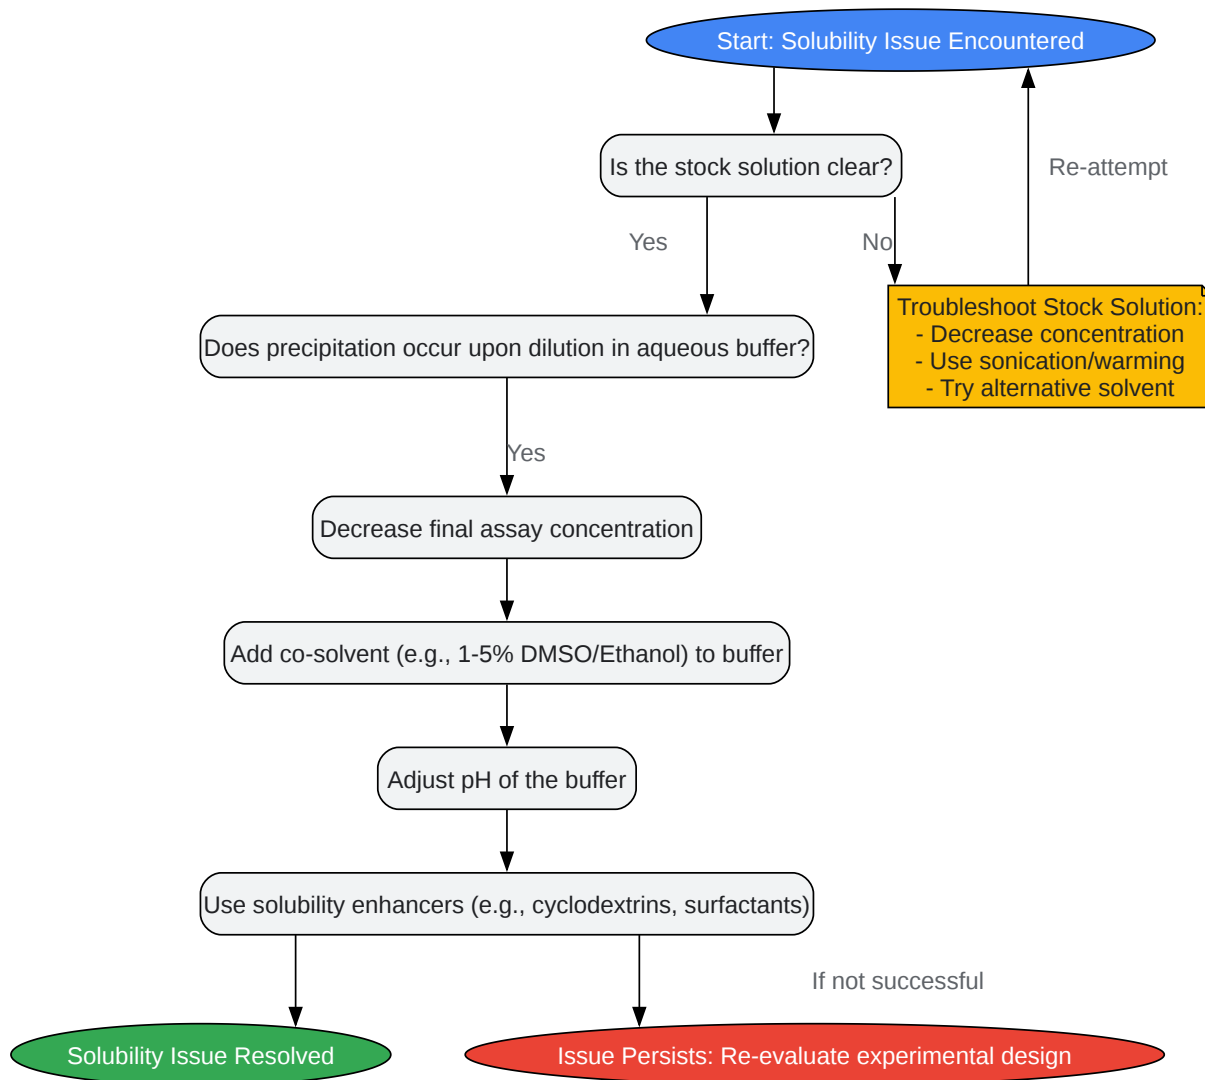 Start: Solubility Issue Encountered
Is the stock solution clear?
Re-attempt
Yes
No
Troubleshoot Stock Solution:
- Decrease concentration
- Use sonication/warming
- Try alternative solvent
Does precipitation occur upon dilution in aqueous buffer?
Yes
Decrease final assay concentration
Add co-solvent (e.g., 1-5% DMSO/Ethanol) to buffer
Adjust pH of the buffer
Use solubility enhancers (e.g., cyclodextrins, surfactants)
If not successful
Solubility Issue Resolved
Issue Persists: Re-evaluate experimental design